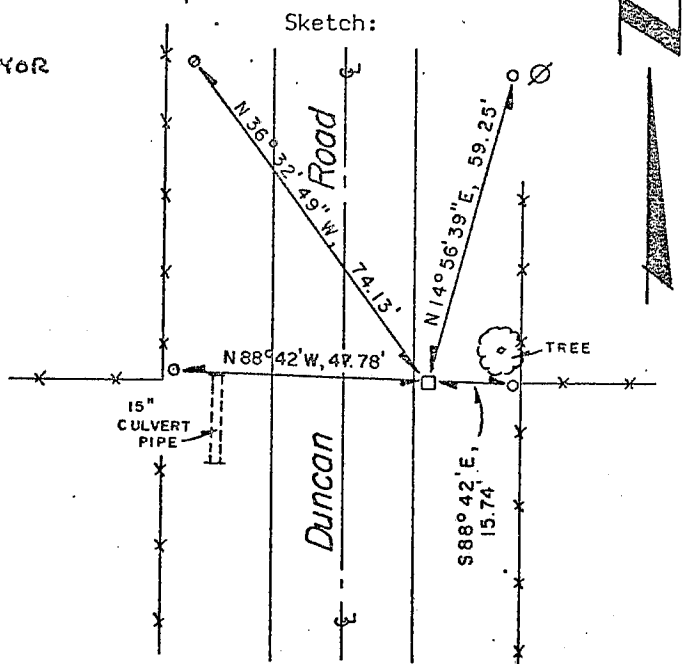 Sketch:
YOR
N
℄
N 36° 32' 49" W, 74.13'
Road
N 14° 56' 39" E, 59.25'
TREE
N 88° 42' W, 47.78'
15"
CULVERT
PIPE
Duncan
S 88° 42' E,
15.74'
℄